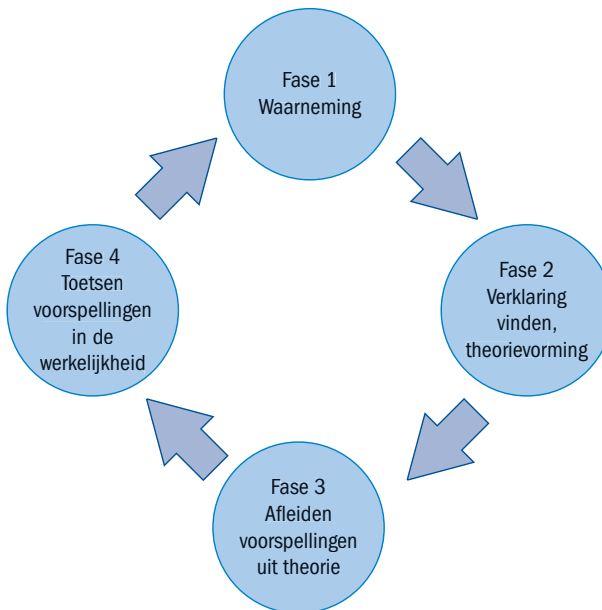 Fase 1
Waarneming
Fase 2
Verklaring
vinden,
theorievorming
Fase 3
Afleiden
voorspellingen
uit theorie
Fase 4
Toetsen
voorspellingen
in de
werkelijkheid